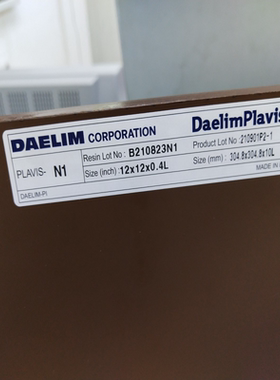 DAELIM CORPORATION DaelimPlavis
PLAVIS- N1
Resin Lot No : B210823N1 Product Lot No :210901P2-1
Size (inch) :12x12x0.4L Size (mm) : 304.8x304.8x10L
DAELIM-PI MADE IN